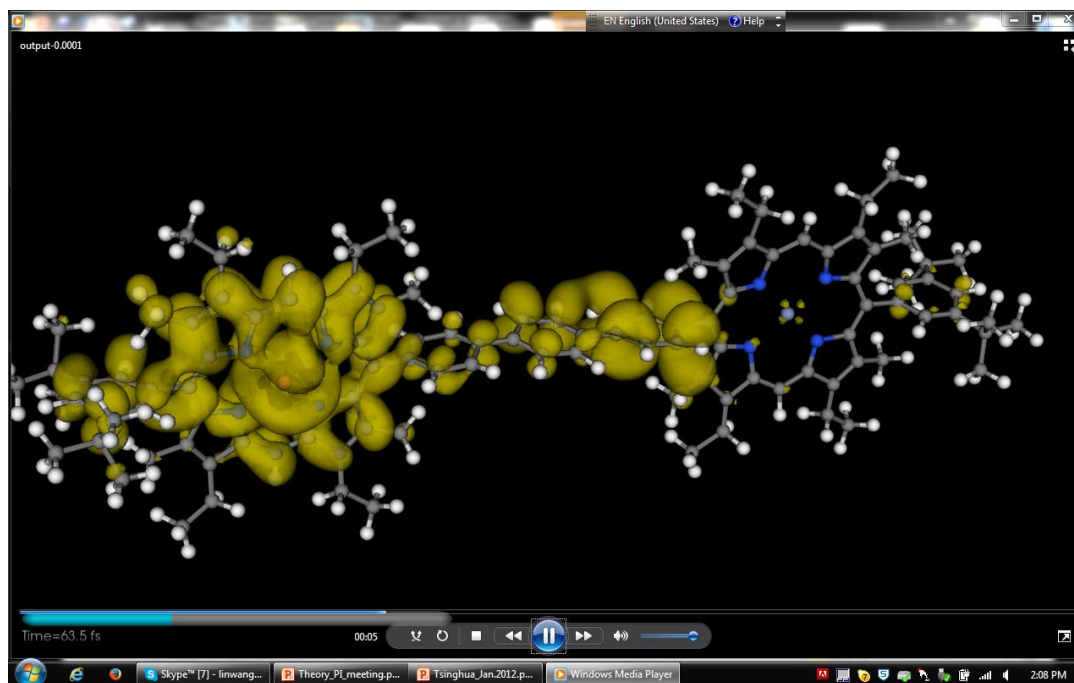 EN English (United States) Help
output-0.0001
Time=63.5 fs
00:05
Skype™ [7] - linwang...
Theory_PI_meeting.p...
Tsinghua_Jan.2012.p...
Windows Media Player
2:08 PM